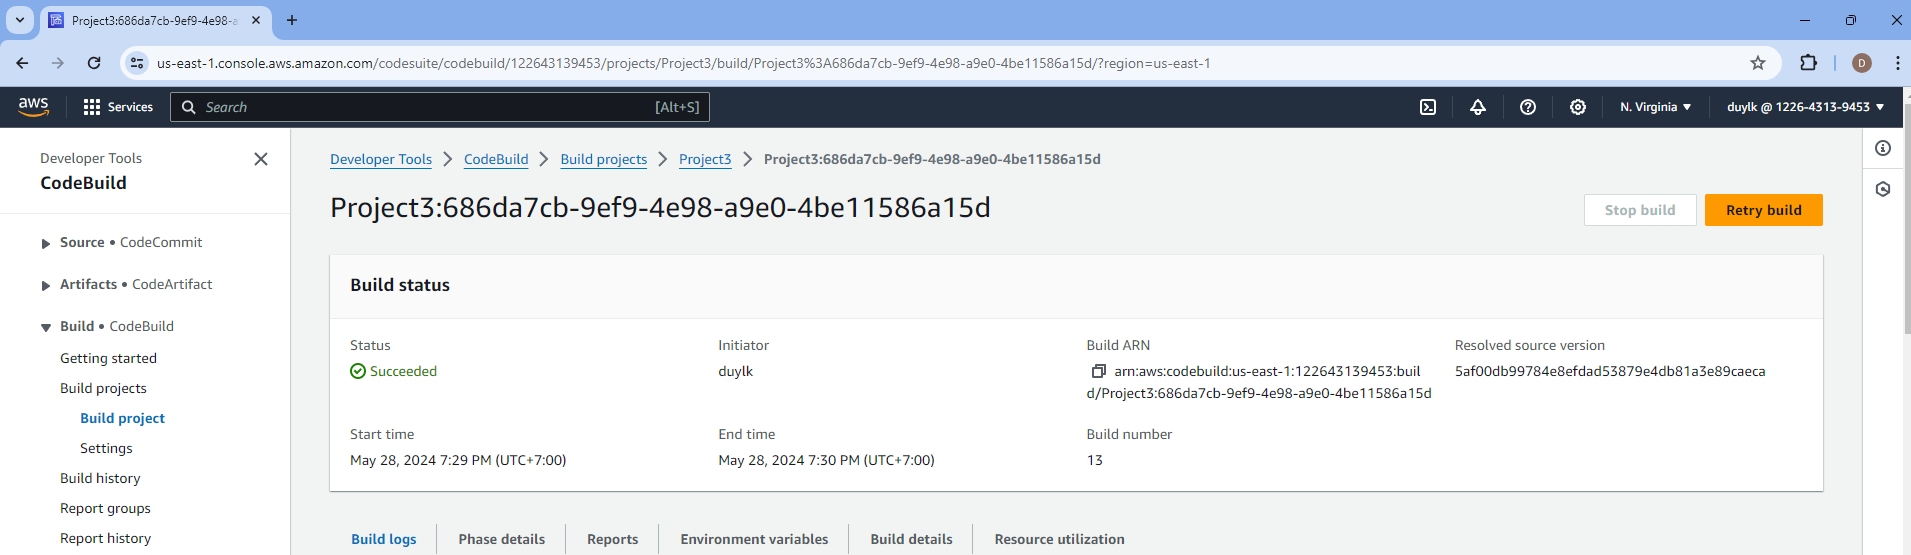 Project3:686da7cb-9ef9-4e98-a
us-east-1.console.aws.amazon.com/codesuite/codebuild/122643139453/projects/Project3/build/Project3%3A686da7cb-9ef9-4e98-a9e0-4be11586a15d/?region=us-east-1
D
aws Services Search [Alt+S] N. Virginia duylk @ 1226-4313-9453
Developer Tools
CodeBuild
Source • CodeCommit
Artifacts • CodeArtifact
Build • CodeBuild
Getting started
Build projects
Build project
Settings
Build history
Report groups
Report history
Developer Tools > CodeBuild > Build projects > Project3 > Project3:686da7cb-9ef9-4e98-a9e0-4be11586a15d
Project3:686da7cb-9ef9-4e98-a9e0-4be11586a15d
Stop build Retry build
Build status
Status
Succeeded
Initiator
duylk
Build ARN
arn:aws:codebuild:us-east-1:122643139453:buil
d/Project3:686da7cb-9ef9-4e98-a9e0-4be11586a15d
Resolved source version
5af00db99784e8efdad53879e4db81a3e89caeca
Start time
May 28, 2024 7:29 PM (UTC+7:00)
End time
May 28, 2024 7:30 PM (UTC+7:00)
Build number
13
Build logs Phase details Reports Environment variables Build details Resource utilization